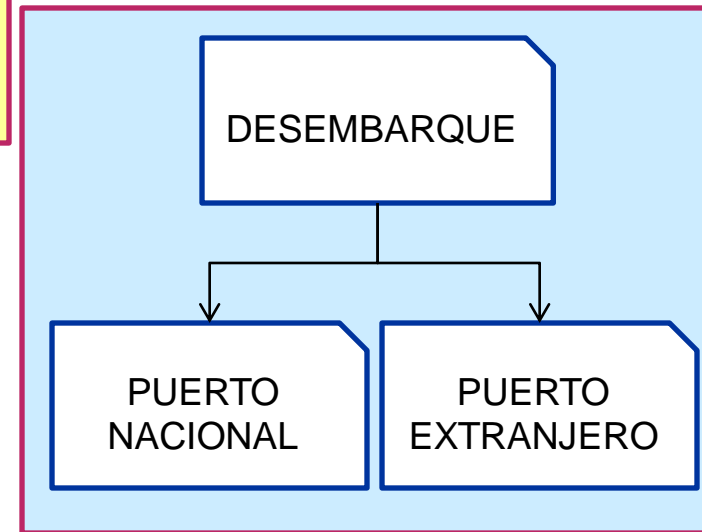 DESEMBARQUE
PUERTO
NACIONAL
PUERTO
EXTRANJERO